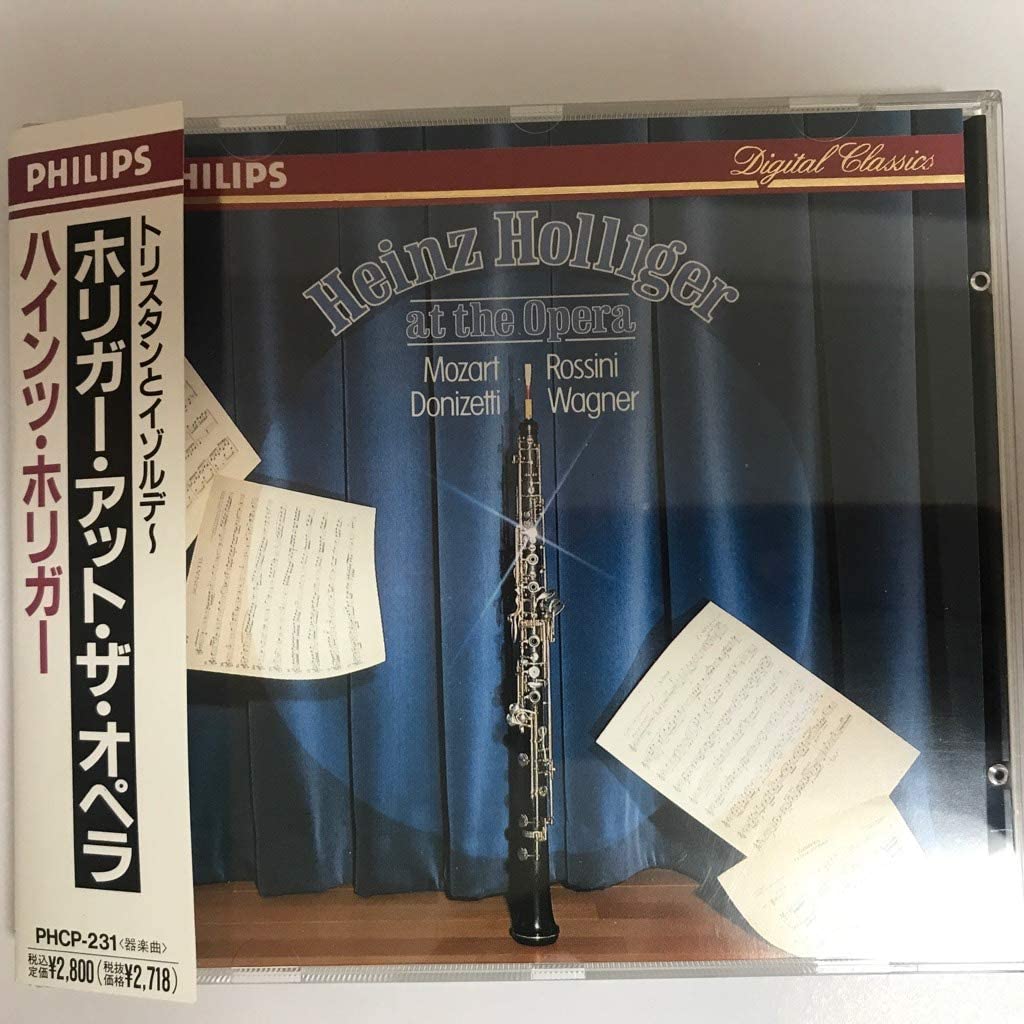 PHILIPS
トリスタンとイゾルデ～
ホリガー・アット・ザ・オペラ
ハインツ・ホリガー
PHCP-231〈器楽曲〉
税込定価¥2,800(税抜価格¥2,718)
HILIPS
Digital Classics
Heinz Holliger
at the Opera
Mozart Rossini
Donizetti Wagner